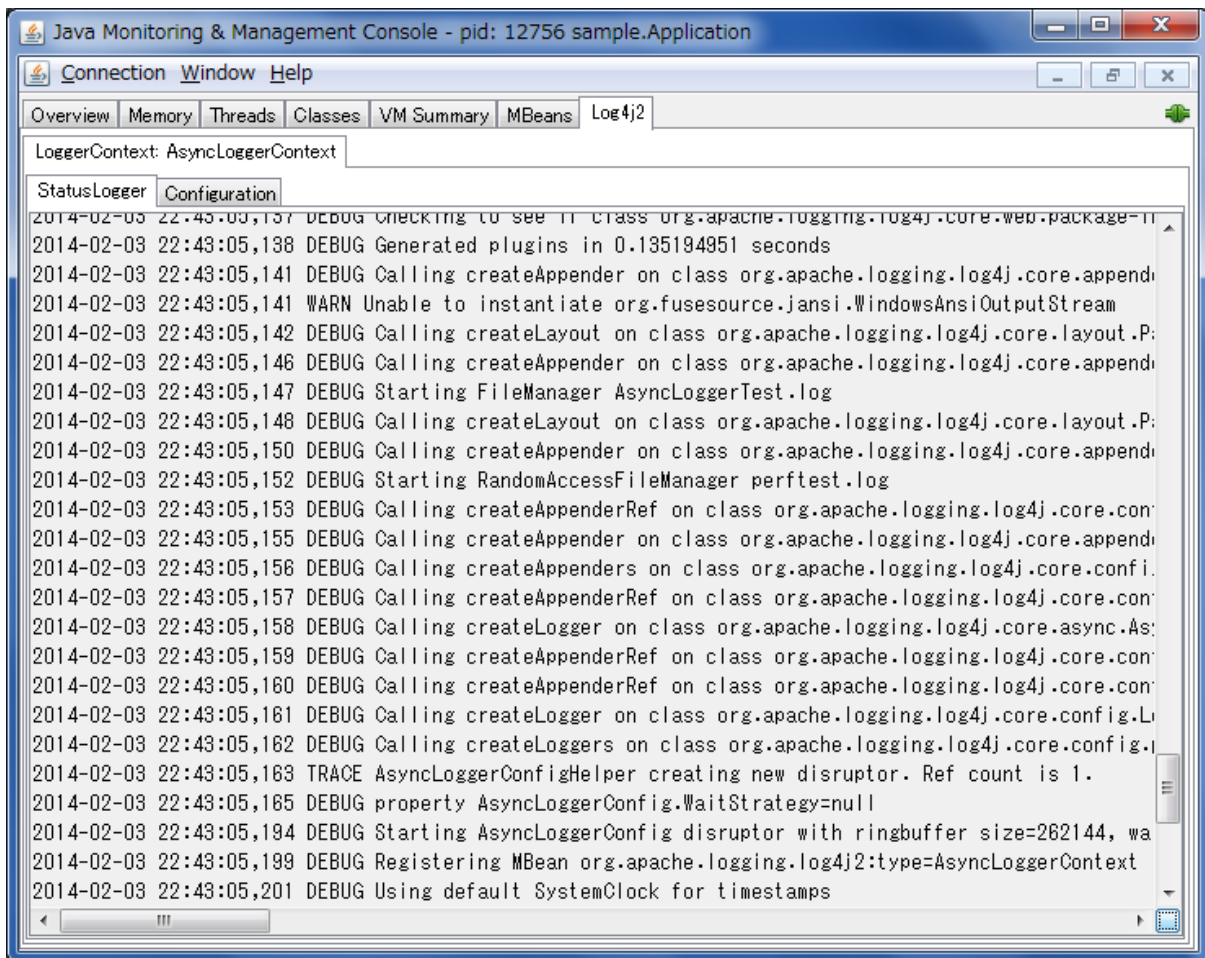 Java Monitoring & Management Console - pid: 12756 sample.Application
Connection Window Help
Overview Memory Threads Classes VM Summary MBeans Log4j2
LoggerContext: AsyncLoggerContext
StatusLogger Configuration
2014-02-03 22:43:05,137 DEBUG Checking to see if class org.apache.logging.log4j.core.web.package-i
2014-02-03 22:43:05,138 DEBUG Generated plugins in 0.135194951 seconds
2014-02-03 22:43:05,141 DEBUG Calling createAppender on class org.apache.logging.log4j.core.append
2014-02-03 22:43:05,141 WARN Unable to instantiate org.fusesource.jansi.WindowsAnsiOutputStream
2014-02-03 22:43:05,142 DEBUG Calling createLayout on class org.apache.logging.log4j.core.layout.P
2014-02-03 22:43:05,146 DEBUG Calling createAppender on class org.apache.logging.log4j.core.append
2014-02-03 22:43:05,147 DEBUG Starting FileManager AsyncLoggerTest.log
2014-02-03 22:43:05,148 DEBUG Calling createLayout on class org.apache.logging.log4j.core.layout.P
2014-02-03 22:43:05,150 DEBUG Calling createAppender on class org.apache.logging.log4j.core.append
2014-02-03 22:43:05,152 DEBUG Starting RandomAccessFileManager perftest.log
2014-02-03 22:43:05,153 DEBUG Calling createAppenderRef on class org.apache.logging.log4j.core.con
2014-02-03 22:43:05,155 DEBUG Calling createAppender on class org.apache.logging.log4j.core.append
2014-02-03 22:43:05,156 DEBUG Calling createAppenders on class org.apache.logging.log4j.core.confi
2014-02-03 22:43:05,157 DEBUG Calling createAppenderRef on class org.apache.logging.log4j.core.con
2014-02-03 22:43:05,158 DEBUG Calling createLogger on class org.apache.logging.log4j.core.async.As
2014-02-03 22:43:05,159 DEBUG Calling createAppenderRef on class org.apache.logging.log4j.core.con
2014-02-03 22:43:05,160 DEBUG Calling createAppenderRef on class org.apache.logging.log4j.core.con
2014-02-03 22:43:05,161 DEBUG Calling createLogger on class org.apache.logging.log4j.core.config.L
2014-02-03 22:43:05,162 DEBUG Calling createLoggers on class org.apache.logging.log4j.core.config.
2014-02-03 22:43:05,163 TRACE AsyncLoggerConfigHelper creating new disruptor. Ref count is 1.
2014-02-03 22:43:05,165 DEBUG property AsyncLoggerConfig.WaitStrategy=null
2014-02-03 22:43:05,194 DEBUG Starting AsyncLoggerConfig disruptor with ringbuffer size=262144, wa
2014-02-03 22:43:05,199 DEBUG Registering MBean org.apache.logging.log4j2:type=AsyncLoggerContext
2014-02-03 22:43:05,201 DEBUG Using default SystemClock for timestamps